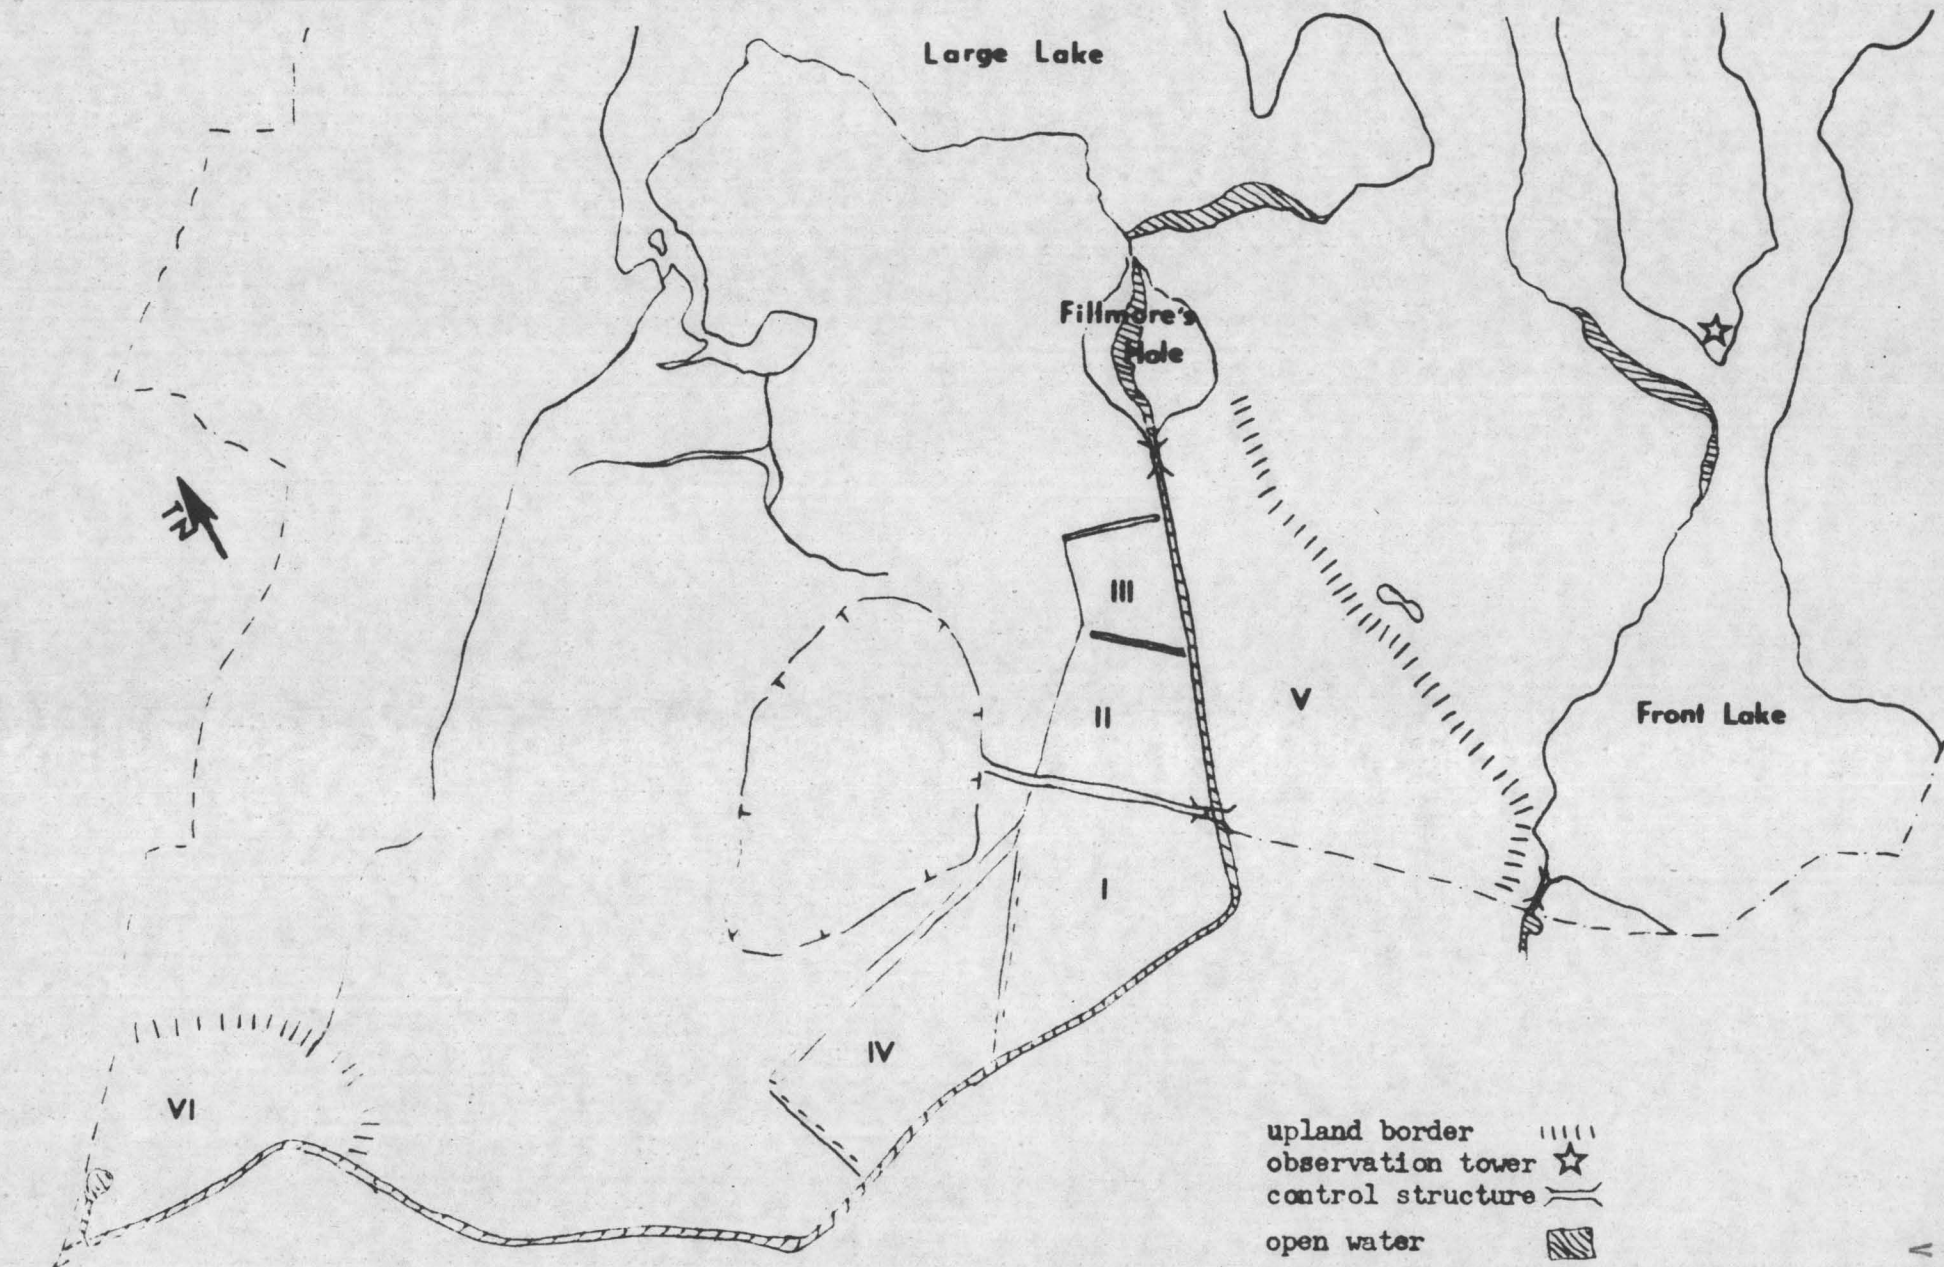 Large Lake
Fillmore's
Hole
TN
III
II
V
Front Lake
I
IV
VI
upland border
observation tower
control structure
open water